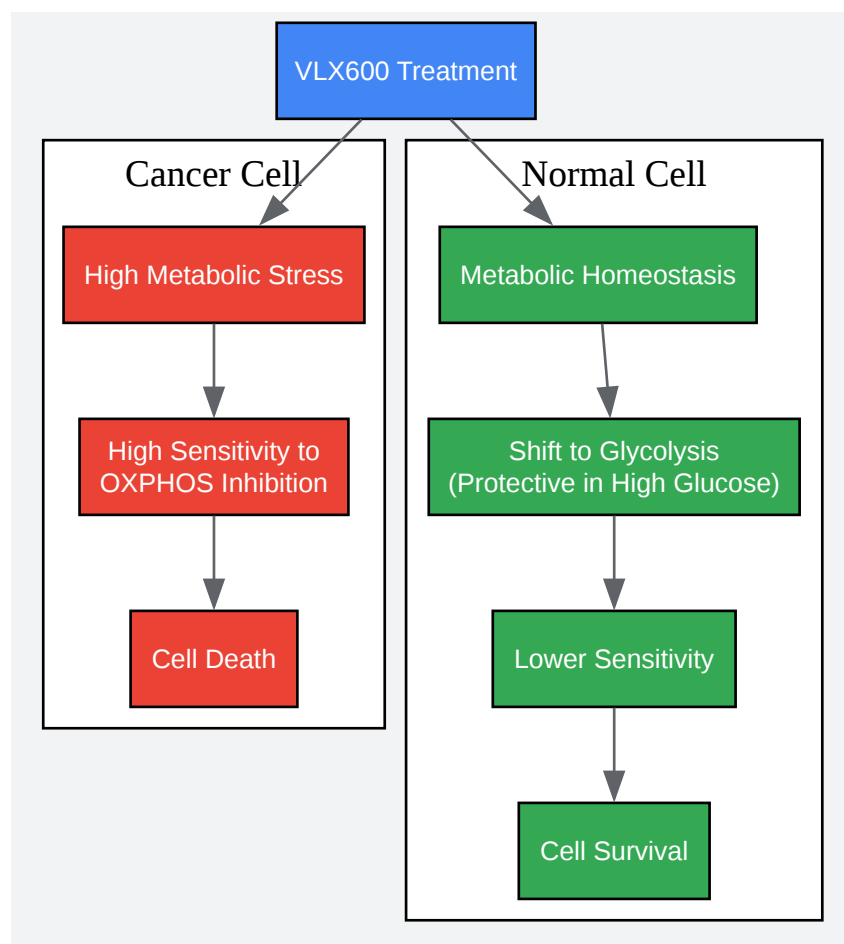 VLX600 Treatment
Cancer Cell
High Metabolic Stress
High Sensitivity to
OXPHOS Inhibition
Cell Death
Normal Cell
Metabolic Homeostasis
Shift to Glycolysis
(Protective in High Glucose)
Lower Sensitivity
Cell Survival